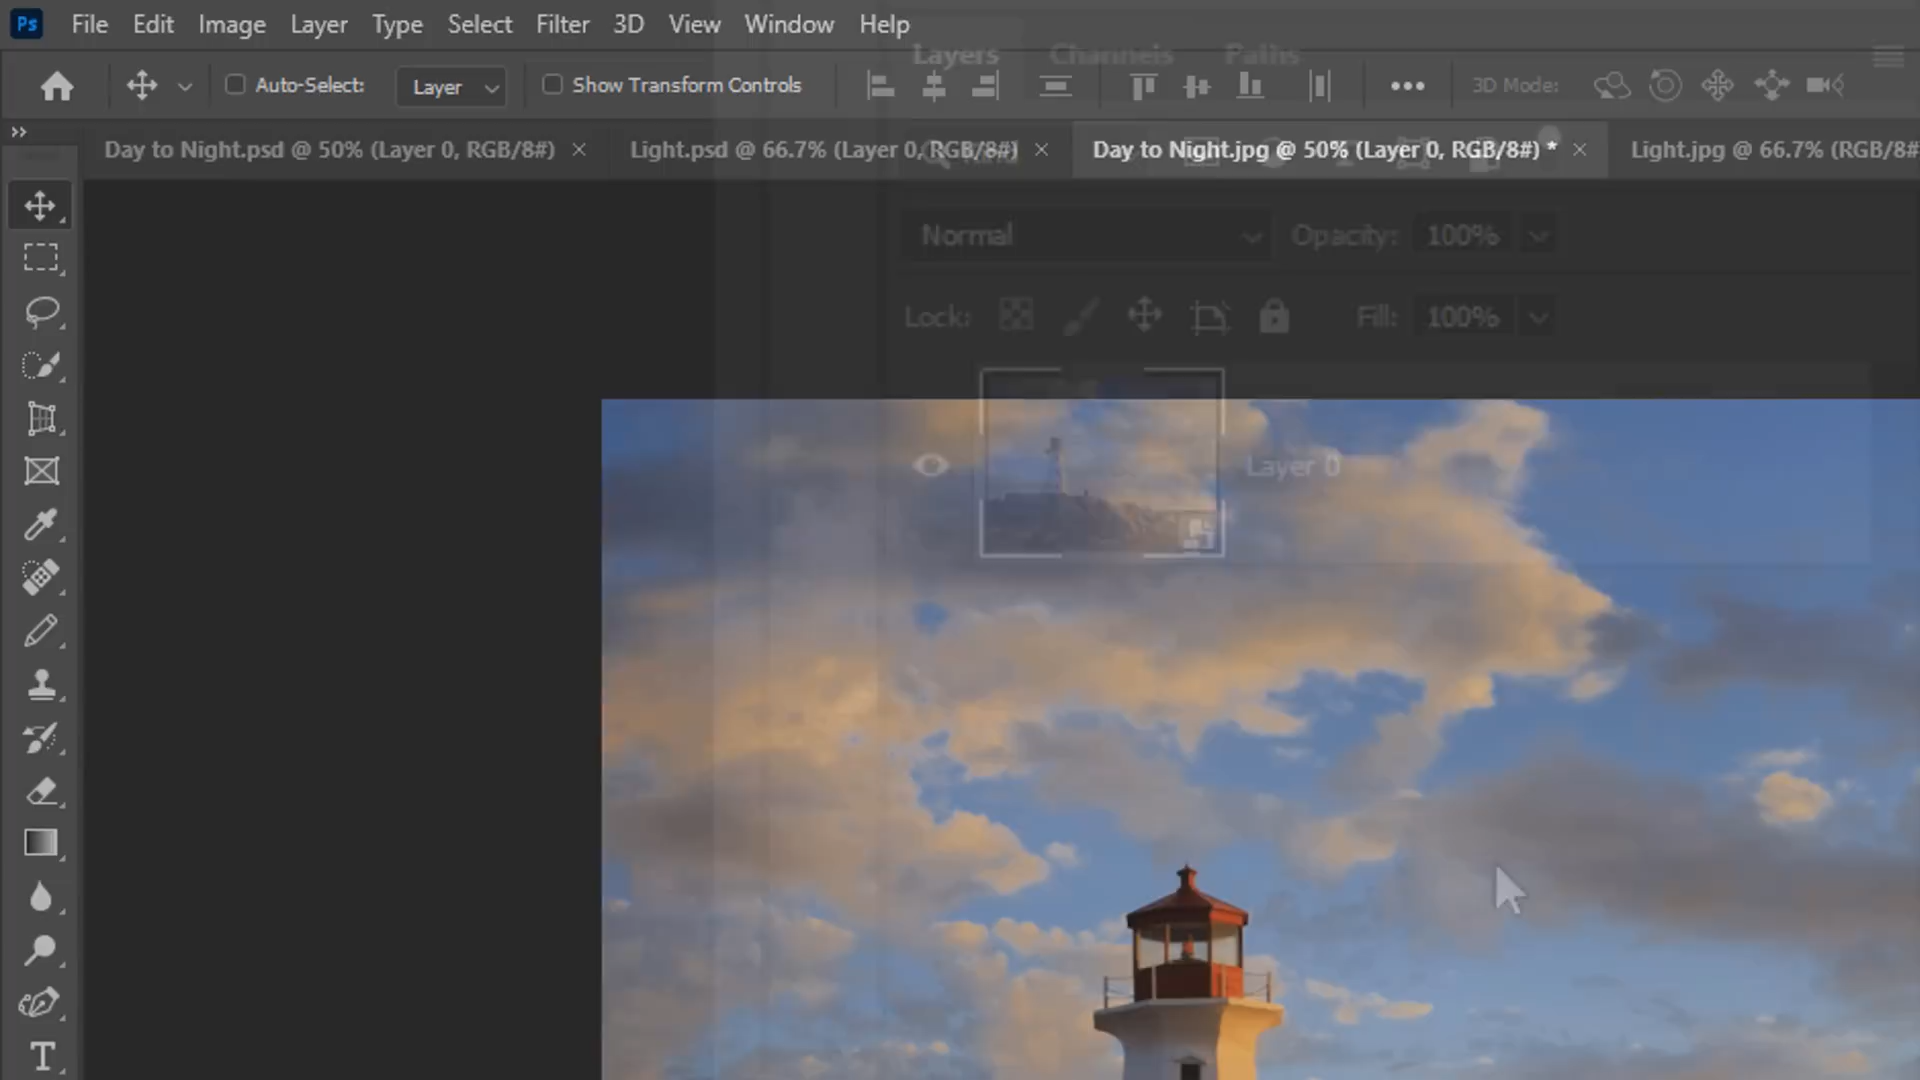 Ps File Edit Image Layer Type Select Filter 3D View Window Help
Layers Channels Paths
Auto-Select: Layer Show Transform Controls ••• 3D Mode:
Day to Night.psd @ 50% (Layer 0, RGB/8#) × Light.psd @ 66.7% (Layer 0, RGB/8#) × Day to Night.jpg @ 50% (Layer 0, RGB/8#) * × Light.jpg @ 66.7% (RGB/8#
Normal Opacity: 100%
Lock: Fill: 100%
Layer 0
T